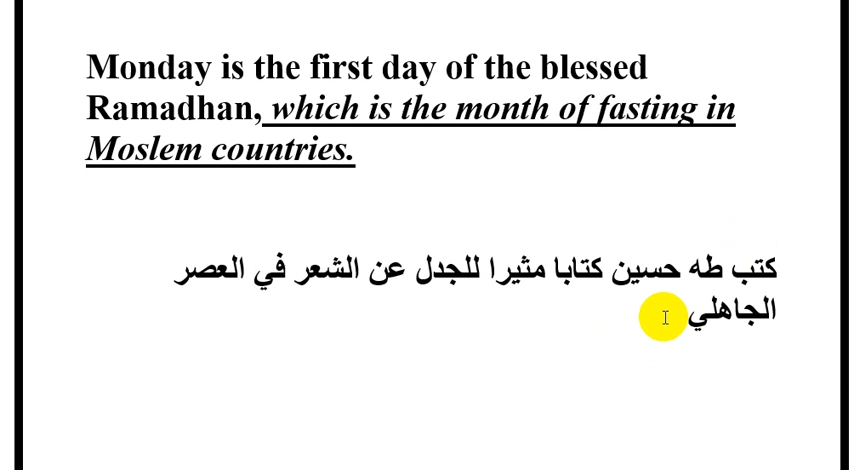 Monday is the first day of the blessed
Ramadhan, which is the month of fasting in
Moslem countries.
كتب طه حسين كتابا مثيرا للجدل عن الشعر في العصر
الجاهلي